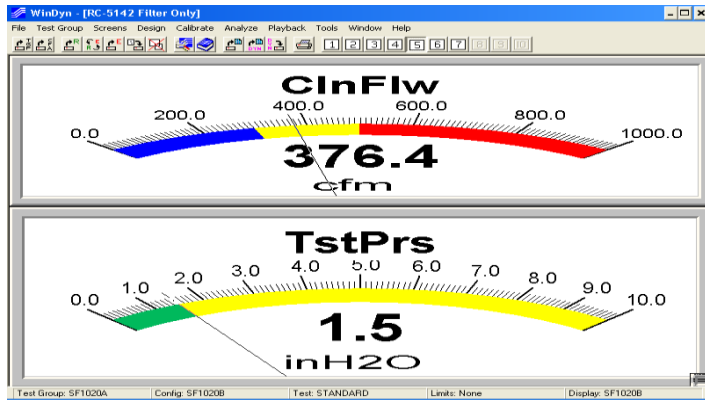 WinDyn - [RC-5142 Filter Only]
File Test Group Screens Design Calibrate Analyze Playback Tools Window Help
1 2 3 4 5 6 7 8 9 10
ClnFlw
0.0 200.0 400.0 600.0 800.0 1000.0
376.4
cfm
TstPrs
0.0 1.0 2.0 3.0 4.0 5.0 6.0 7.0 8.0 9.0 10.0
1.5
inH2O
Test Group: SF1020A Config: SF1020B Test: STANDARD Limits: None Display: SF1020B